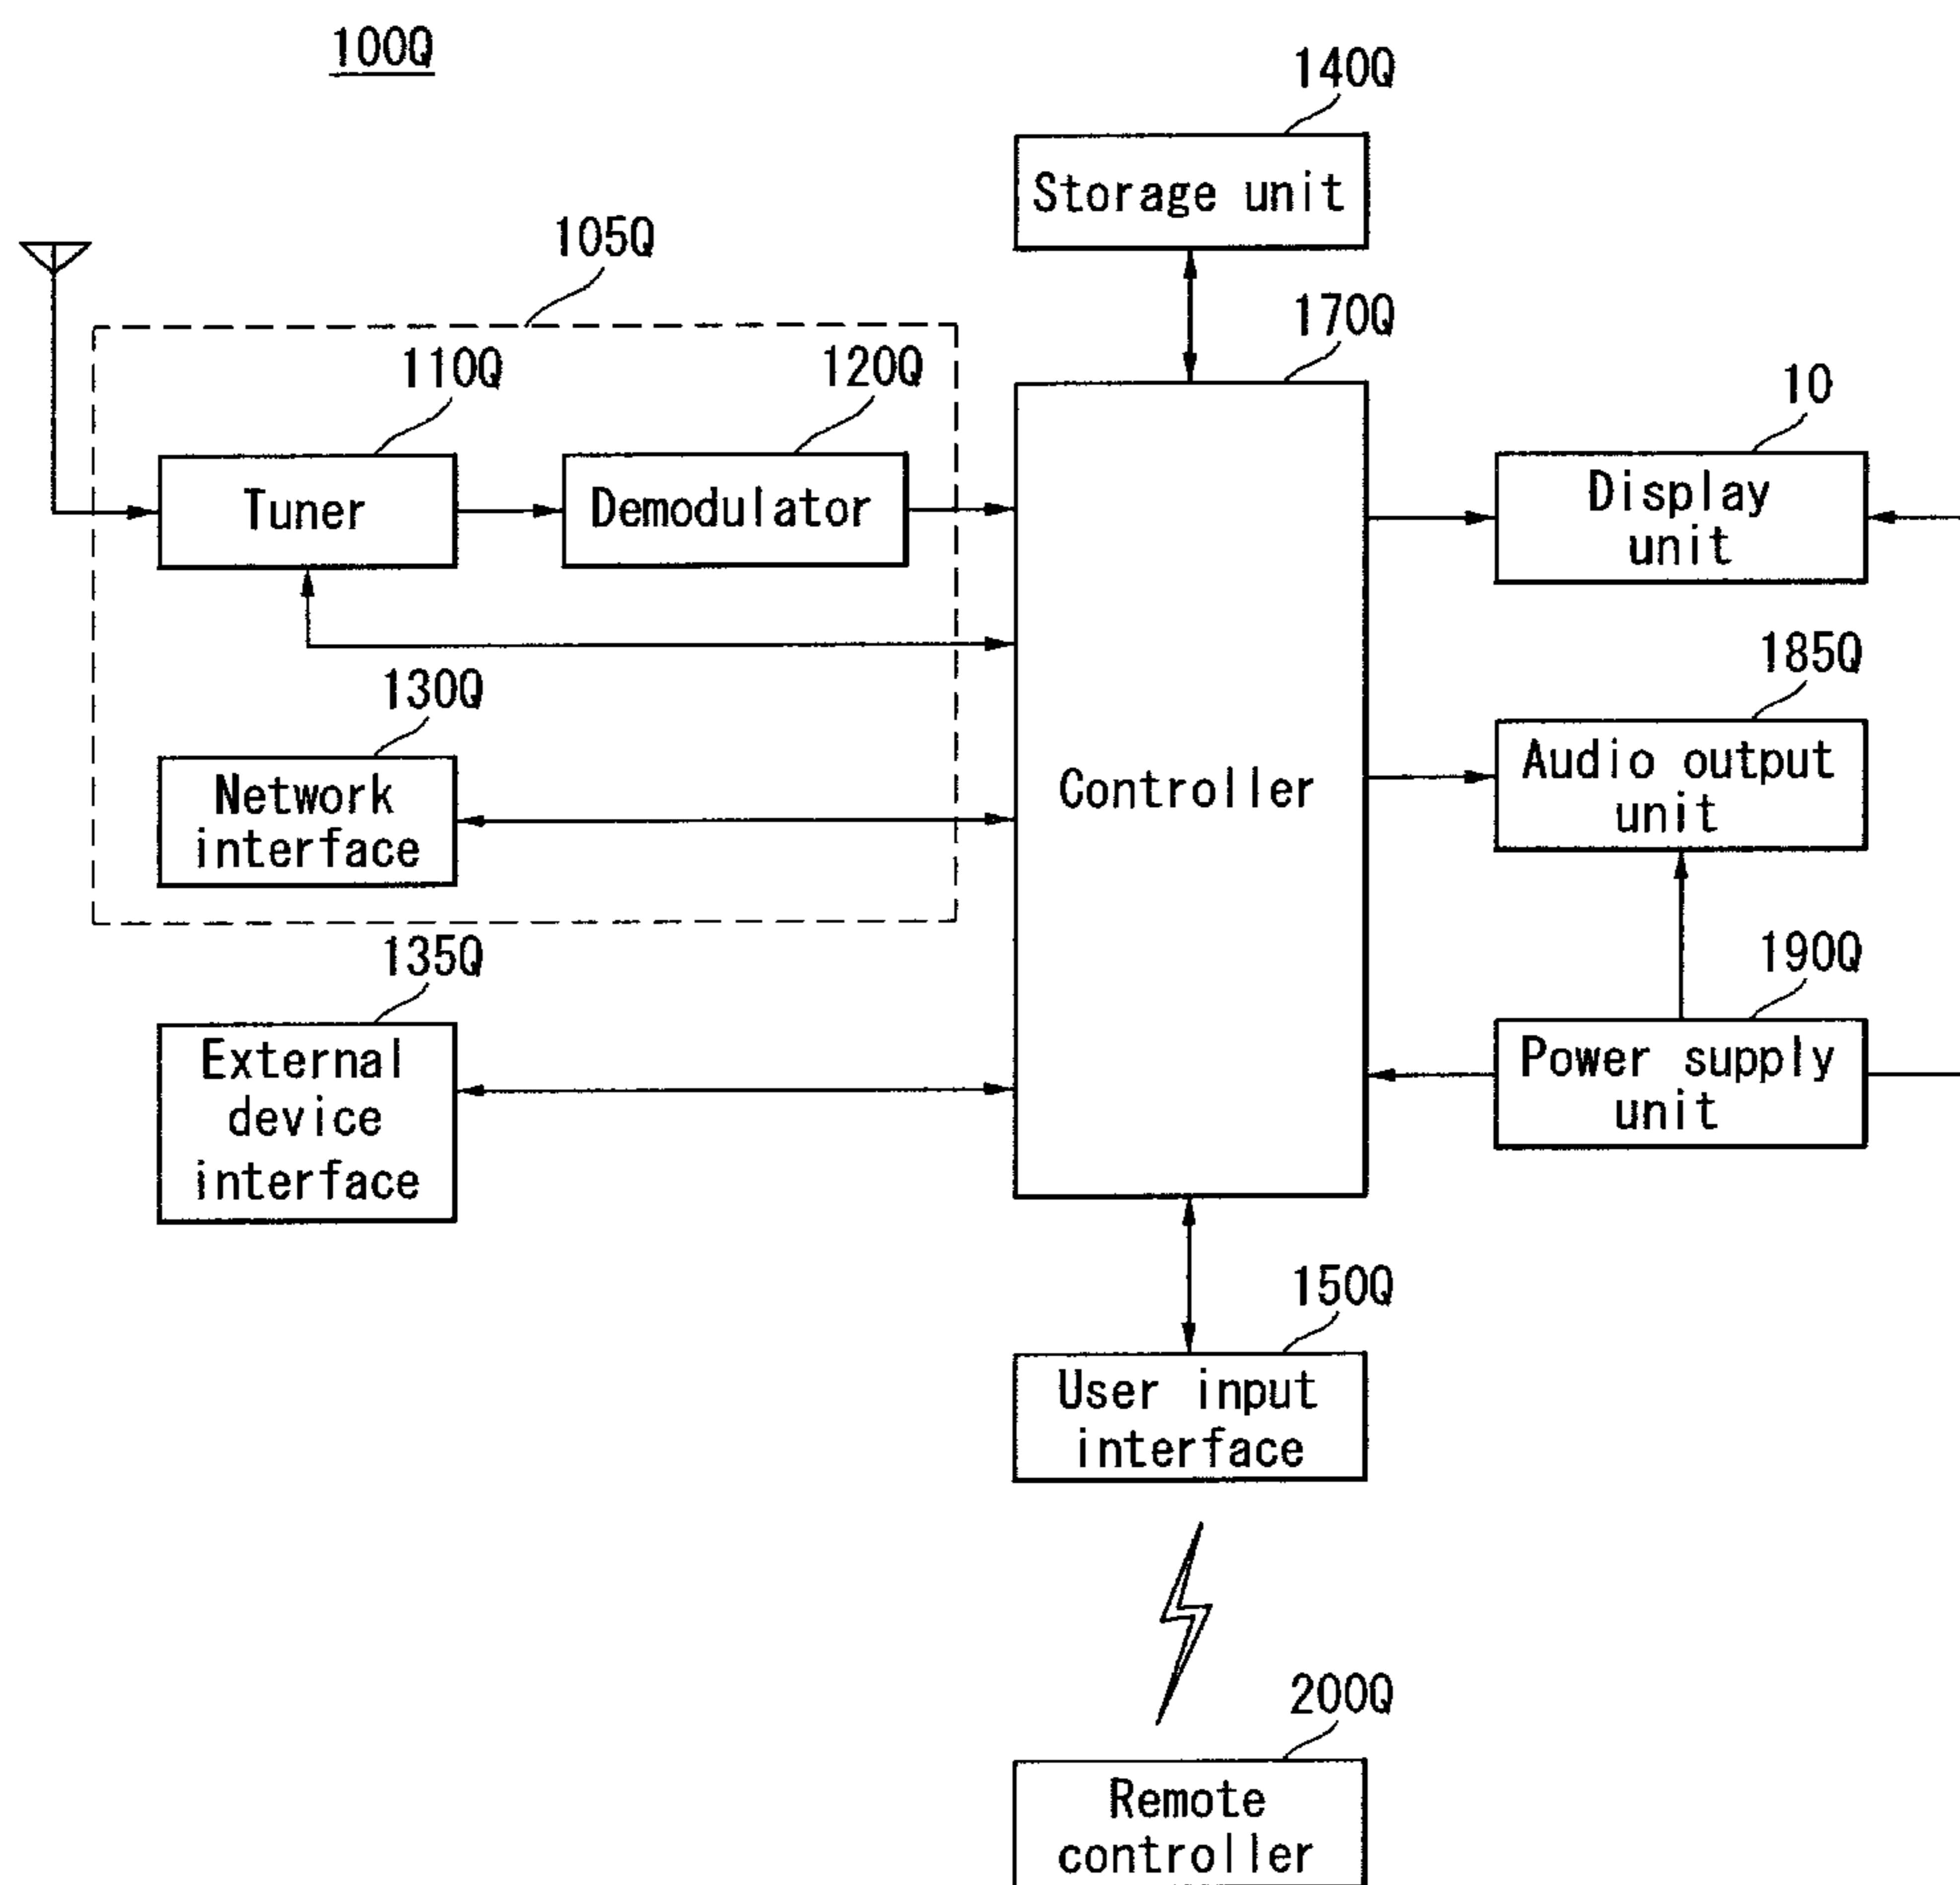 100Q
140Q
Storage unit
105Q
170Q
110Q
120Q
10
Tuner
Demodulator
Display
unit
185Q
130Q
Network
interface
Controller
Audio output
unit
135Q
190Q
External
device
interface
Power supply
unit
150Q
User input
interface
200Q
Remote
controller